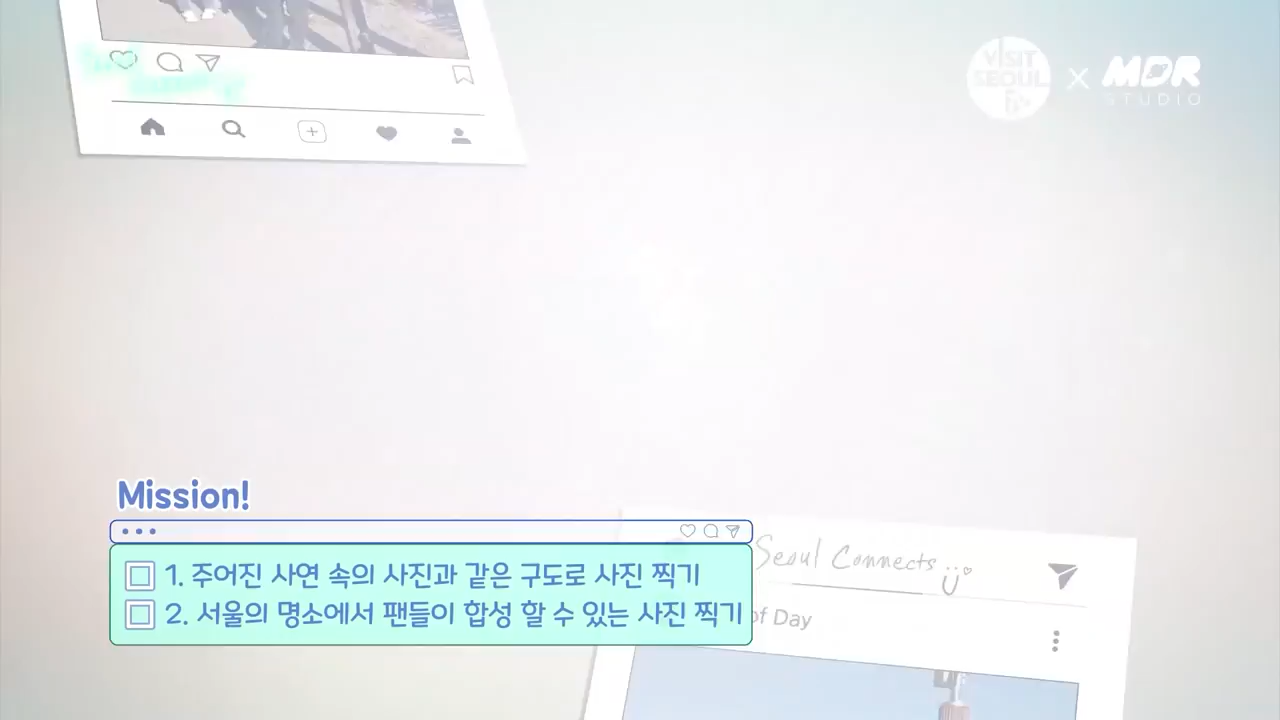 VISIT
SEOUL
TV
X
MDR
STUDIO
Mission!
1. 주어진 사연 속의 사진과 같은 구도로 사진 찍기
2. 서울의 명소에서 팬들이 합성 할 수 있는 사진 찍기
Seoul Connects
of Day